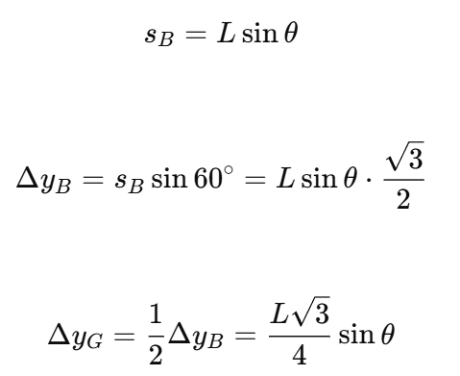 s_B = L sin θ
Δy_B = s_B sin 60° = L sin θ · √3/2
Δy_G = 1/2 Δy_B = L√3/4 sin θ